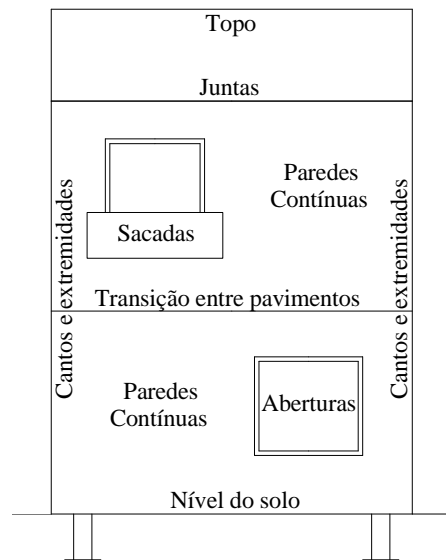 Topo
Juntas
Paredes
Contínuas
Sacadas
Cantos e extremidades
Cantos e extremidades
Transição entre pavimentos
Paredes
Contínuas
Aberturas
Nível do solo